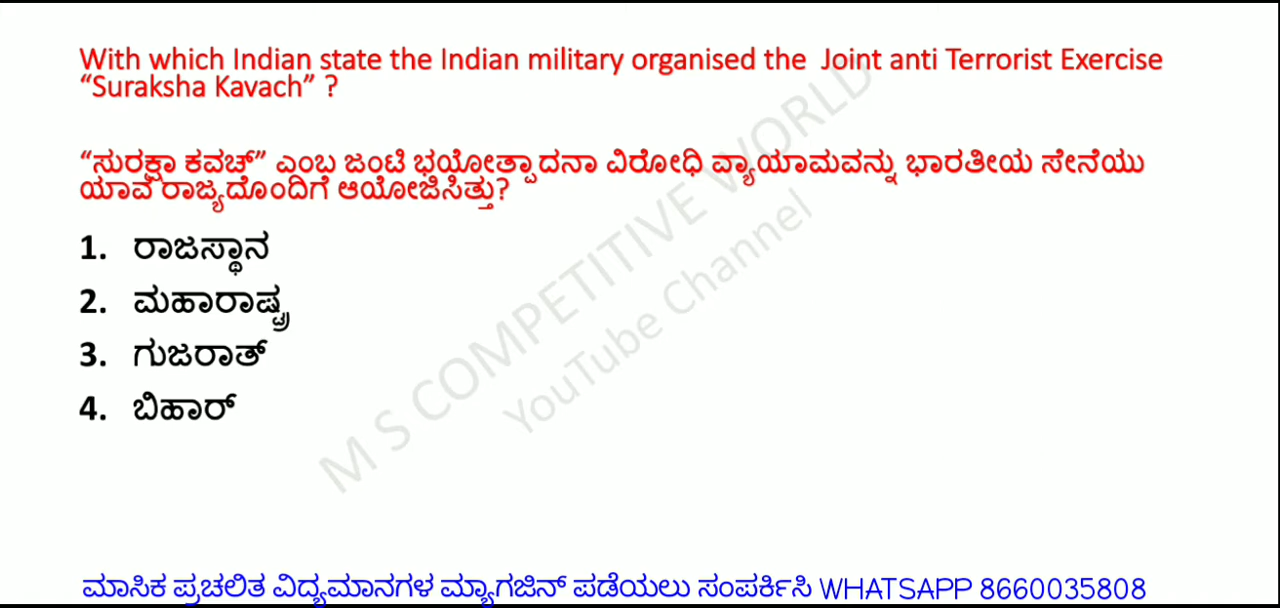 With which Indian state the Indian military organised the Joint anti Terrorist Exercise
“Suraksha Kavach” ?
“ಸುರಕ್ಷಾ ಕವಚ್” ಎಂಬ ಜಂಟಿ ಭಯೋತ್ಪಾದನಾ ವಿರೋಧಿ ವ್ಯಾಯಾಮವನ್ನು ಭಾರತೀಯ ಸೇನೆಯು
ಯಾವ ರಾಜ್ಯದೊಂದಿಗೆ ಆಯೋಜಿಸಿತ್ತು?
1. ರಾಜಸ್ಥಾನ
2. ಮಹಾರಾಷ್ಟ್ರ
3. ಗುಜರಾತ್
4. ಬಿಹಾರ್
M S COMPETITIVE WORLD
YouTube Channel
ಮಾಸಿಕ ಪ್ರಚಲಿತ ವಿದ್ಯಮಾನಗಳ ಮ್ಯಾಗಜಿನ್ ಪಡೆಯಲು ಸಂಪರ್ಕಿಸಿ WHATSAPP 8660035808